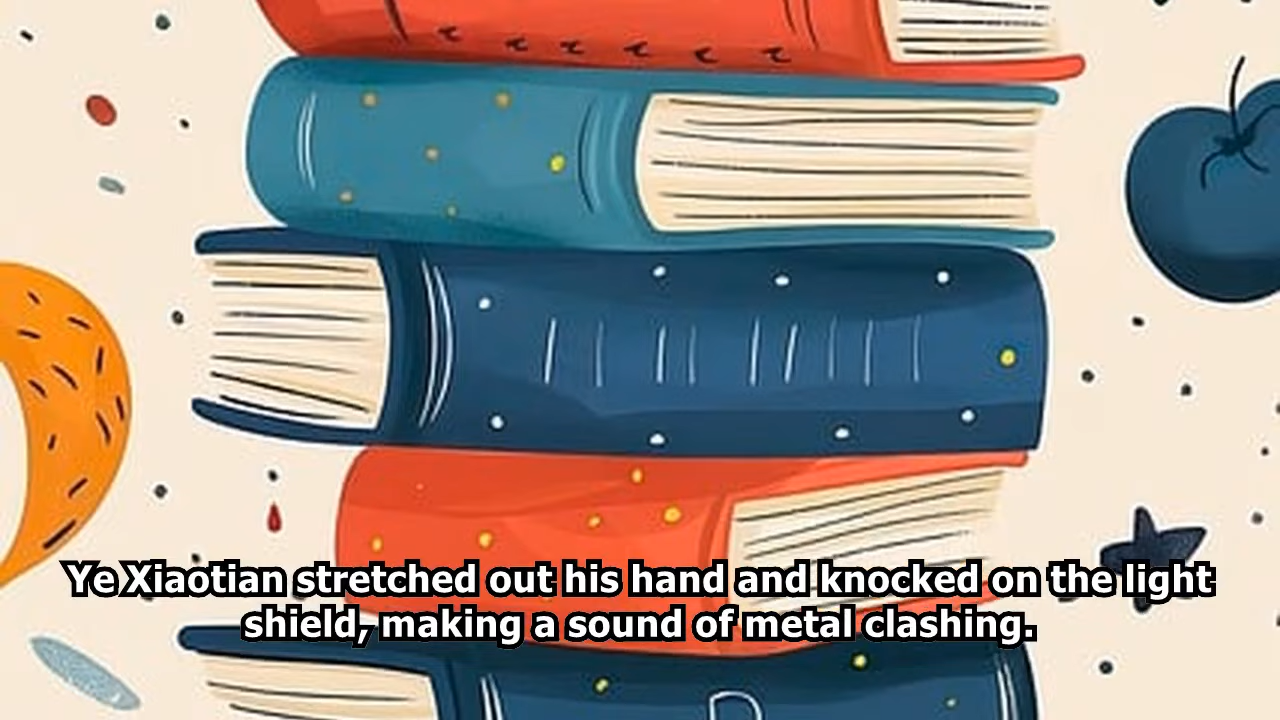 Ye Xiaotian stretched out his hand and knocked on the light
shield, making a sound of metal clashing.